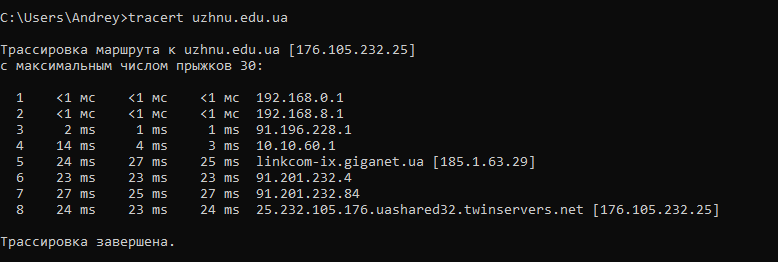 C:\Users\Andrey>tracert uzhnu.edu.ua
Трассировка маршрута к uzhnu.edu.ua [176.105.232.25]
с максимальным числом прыжков 30:
1 <1 мс <1 мс <1 мс 192.168.0.1
2 <1 мс <1 мс <1 мс 192.168.8.1
3 2 ms 1 ms 1 ms 91.196.228.1
4 14 ms 4 ms 3 ms 10.10.60.1
5 24 ms 27 ms 25 ms linkcom-ix.giganet.ua [185.1.63.29]
6 23 ms 23 ms 23 ms 91.201.232.4
7 27 ms 25 ms 27 ms 91.201.232.84
8 24 ms 23 ms 24 ms 25.232.105.176.uashared32.twinservers.net [176.105.232.25]
Трассировка завершена.